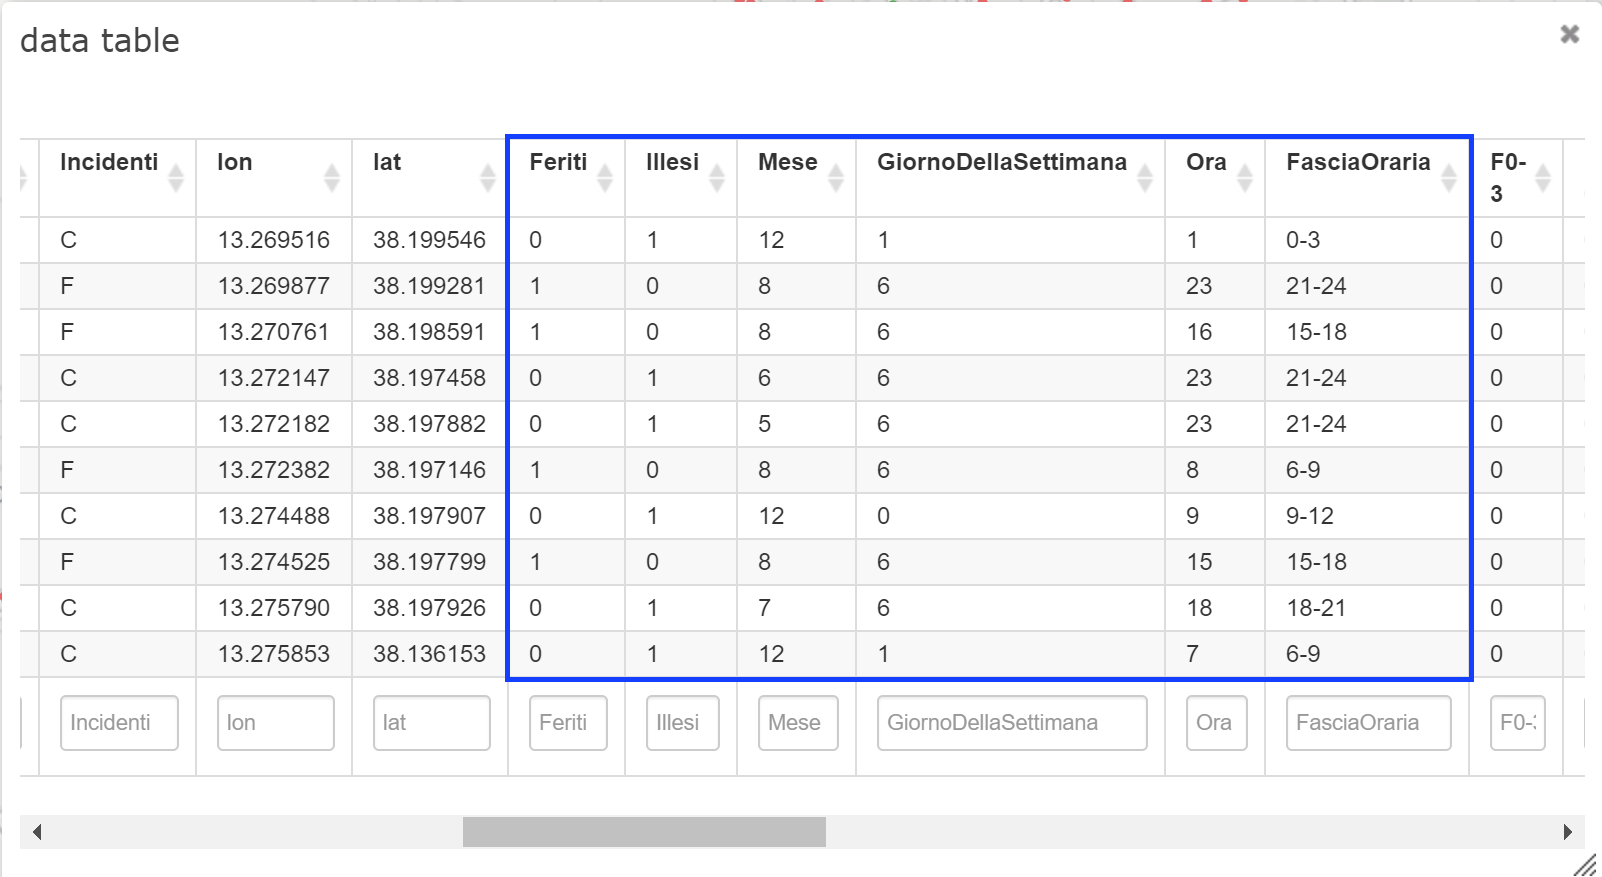 data table
Incidenti lon lat Feriti Illesi Mese GiornoDellaSettimana Ora FasciaOraria F0-
3
C 13.269516 38.199546 0 1 12 1 1 0-3 0
F 13.269877 38.199281 1 0 8 6 23 21-24 0
F 13.270761 38.198591 1 0 8 6 16 15-18 0
C 13.272147 38.197458 0 1 6 6 23 21-24 0
C 13.272182 38.197882 0 1 5 6 23 21-24 0
F 13.272382 38.197146 1 0 8 6 8 6-9 0
C 13.274488 38.197907 0 1 12 0 9 9-12 0
F 13.274525 38.197799 1 0 8 6 15 15-18 0
C 13.275790 38.197926 0 1 7 6 18 18-21 0
C 13.275853 38.136153 0 1 12 1 7 6-9 0
Incidenti lon lat Feriti Illesi Mese GiornoDellaSettimana Ora FasciaOraria F0-